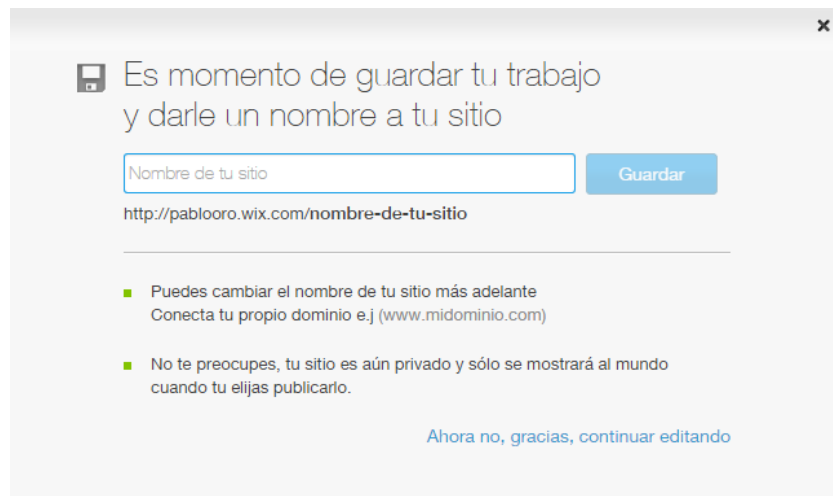 Es momento de guardar tu trabajo
y darle un nombre a tu sitio
Nombre de tu sitio
Guardar
http://pablooro.wix.com/nombre-de-tu-sitio
Puedes cambiar el nombre de tu sitio más adelante
Conecta tu propio dominio e.j (www.midominio.com)
No te preocupes, tu sitio es aún privado y sólo se mostrará al mundo
cuando tu elijas publicarlo.
Ahora no, gracias, continuar editando